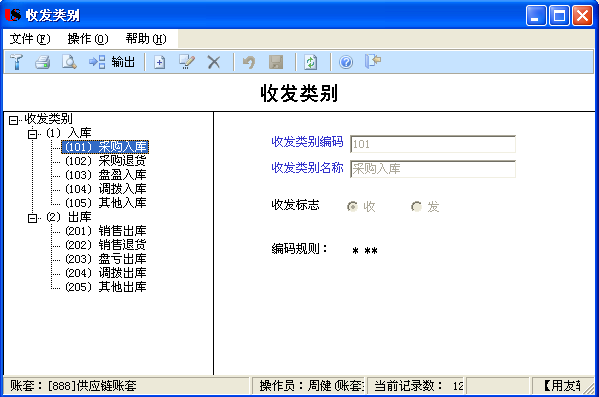 收发类别
文件(F) 操作(O) 帮助(H)
输出
收发类别
收发类别
(1) 入库
(101) 采购入库
(102) 采购退货
(103) 盘盈入库
(104) 调拨入库
(105) 其他入库
(2) 出库
(201) 销售出库
(202) 销售退货
(203) 盘亏出库
(204) 调拨出库
(205) 其他出库
收发类别编码 101
收发类别名称 采购入库
收发标志 收 发
编码规则： * **
账套：[888]供应链账套 操作员：周健(账套 当前记录数： 12 【用友